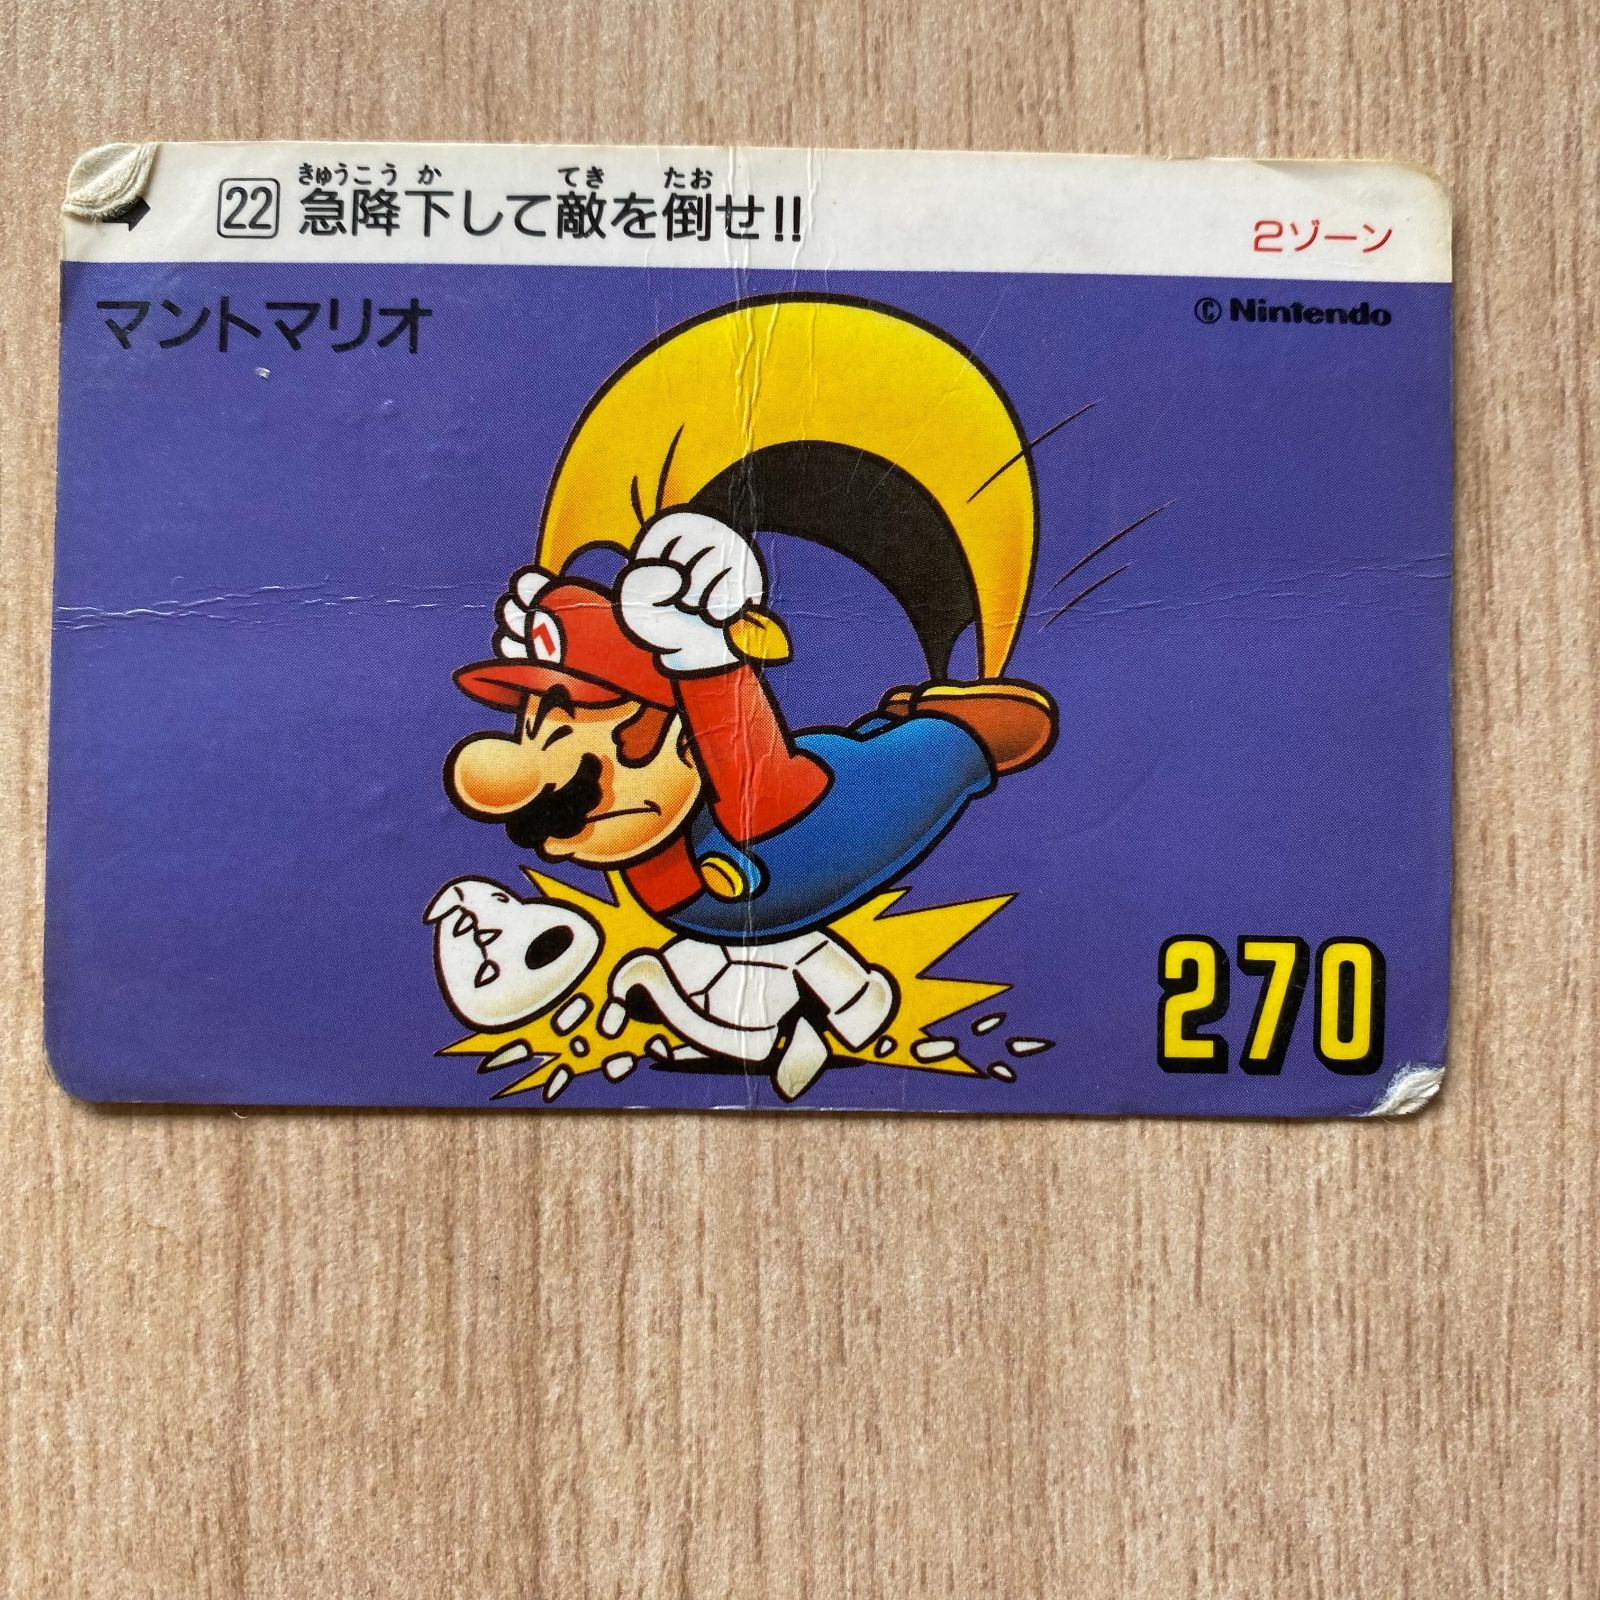 22 急降下して敵を倒せ!!
きゅうこうか てき たお
2ゾーン
マントマリオ
© Nintendo
M
270